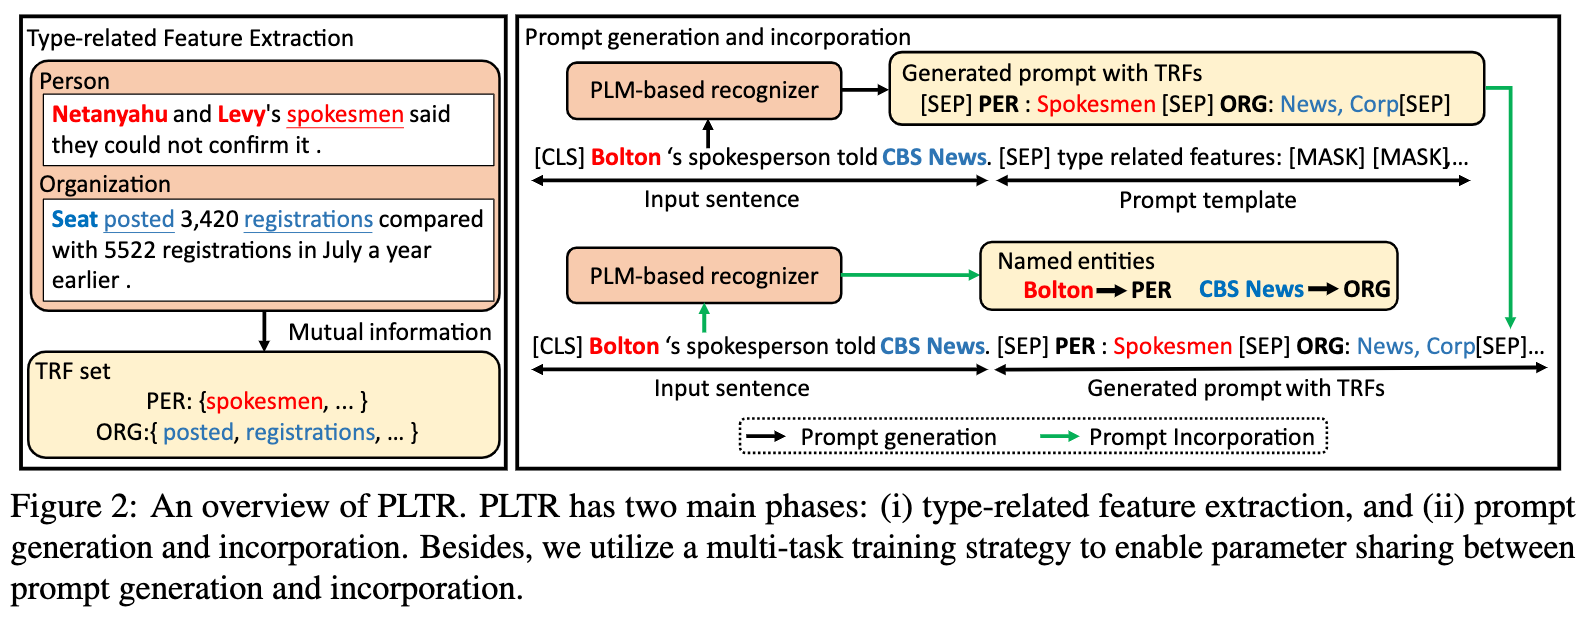 Type-related Feature Extraction
Person
Netanyahu and Levy's spokesmen said
they could not confirm it .
Organization
Seat posted 3,420 registrations compared
with 5522 registrations in July a year
earlier .
Mutual information
TRF set
PER: {spokesmen, ... }
ORG:{ posted, registrations, ... }
Prompt generation and incorporation
PLM-based recognizer
Generated prompt with TRFs
[SEP] PER : Spokesmen [SEP] ORG: News, Corp[SEP]
[CLS] Bolton ‘s spokesperson told CBS News. [SEP] type related features: [MASK] [MASK],...
Input sentence
Prompt template
PLM-based recognizer
Named entities
Bolton PER CBS News ORG
[CLS] Bolton ‘s spokesperson told CBS News. [SEP] PER : Spokesmen [SEP] ORG: News, Corp[SEP]...
Input sentence
Generated prompt with TRFs
Prompt generation
Prompt Incorporation
Figure 2: An overview of PLTR. PLTR has two main phases: (i) type-related feature extraction, and (ii) prompt
generation and incorporation. Besides, we utilize a multi-task training strategy to enable parameter sharing between
prompt generation and incorporation.